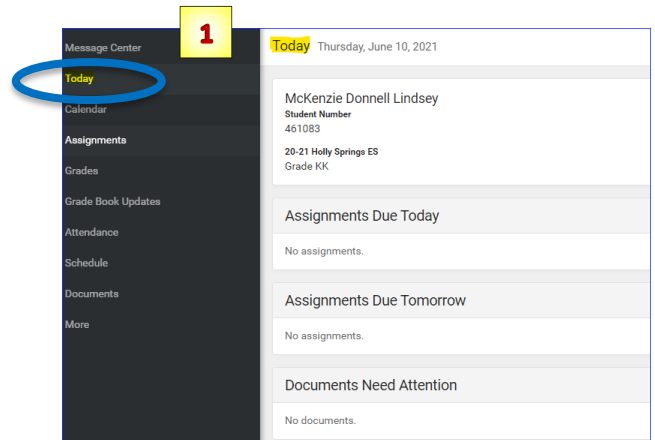 1
Message Center
Today
Calendar
Assignments
Grades
Grade Book Updates
Attendance
Schedule
Documents
More
Today Thursday, June 10, 2021
McKenzie Donnell Lindsey
Student Number
461083
20-21 Holly Springs ES
Grade KK
Assignments Due Today
No assignments.
Assignments Due Tomorrow
No assignments.
Documents Need Attention
No documents.